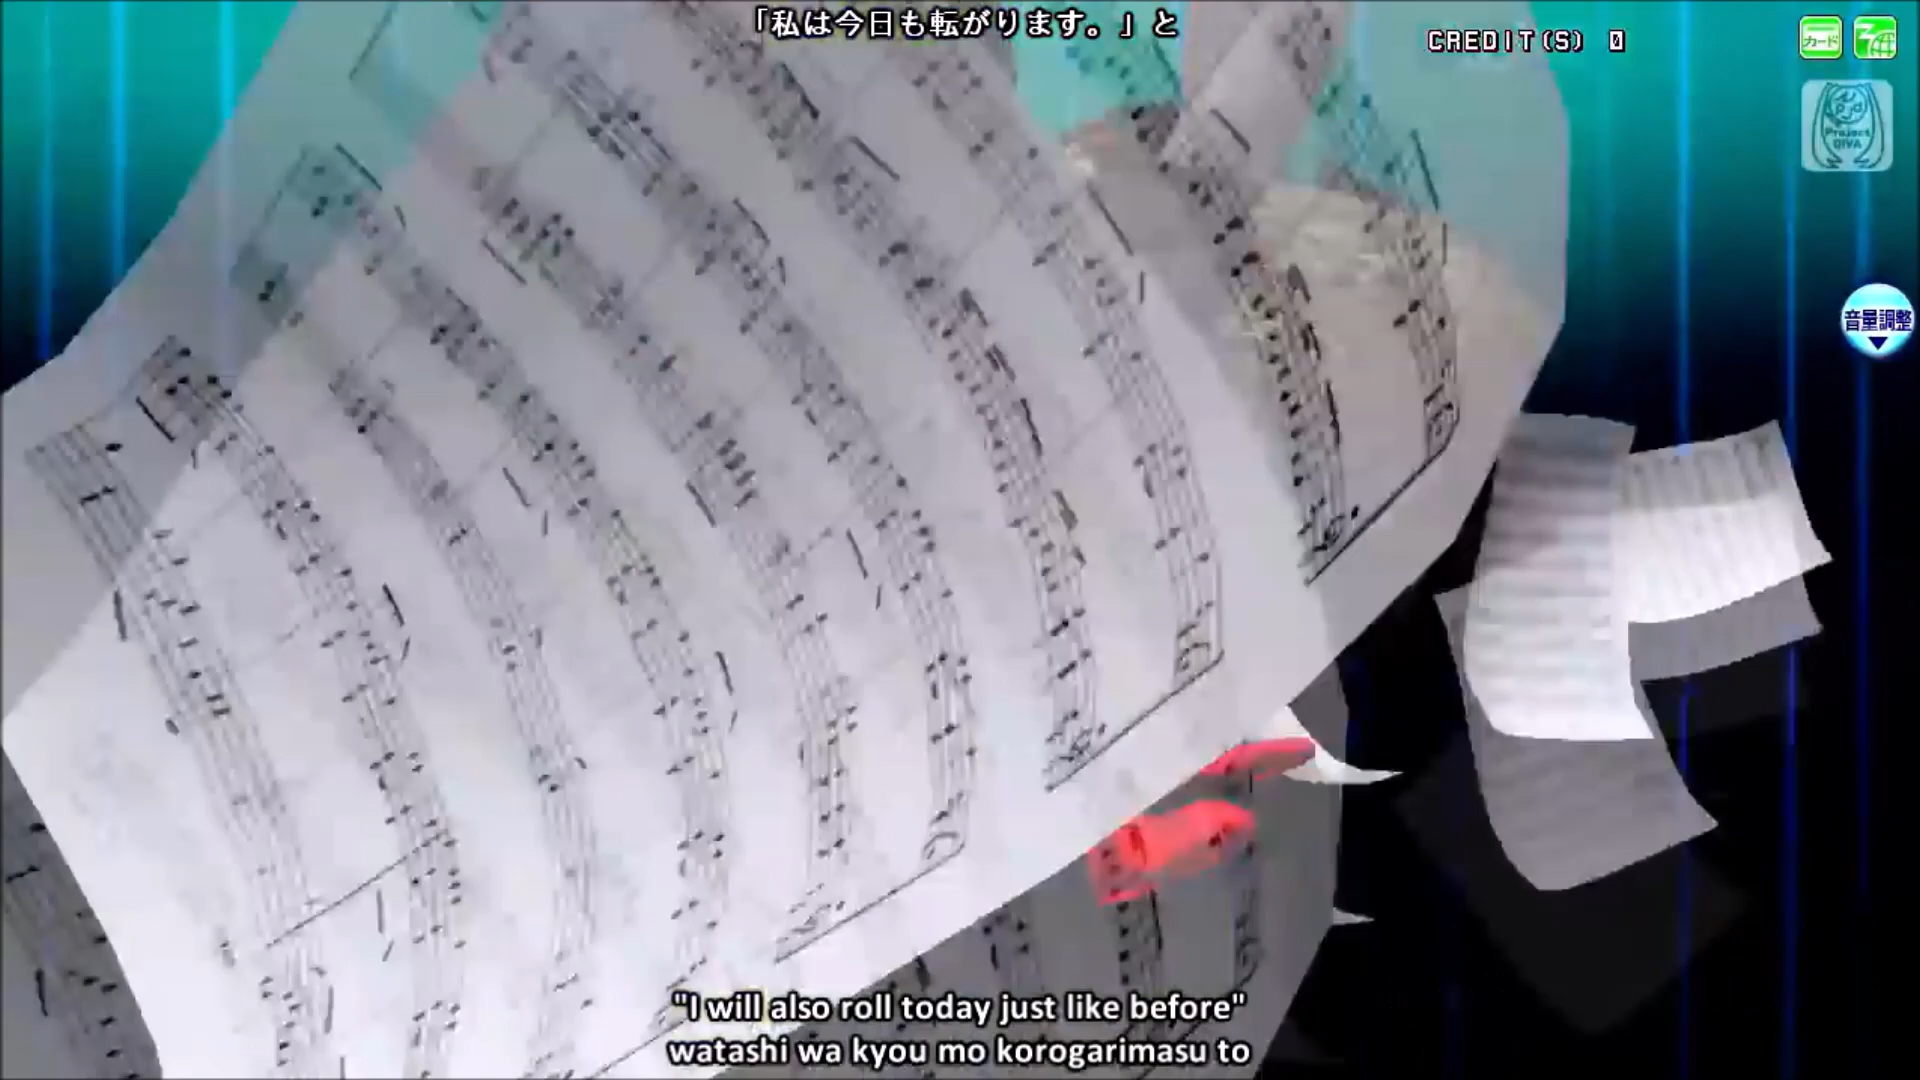 「私は今日も転がります。」と
CREDIT(S) 0
カード
Project
DIVA
音量調整
"I will also roll today just like before"
watashi wa kyou mo korogarimasu to